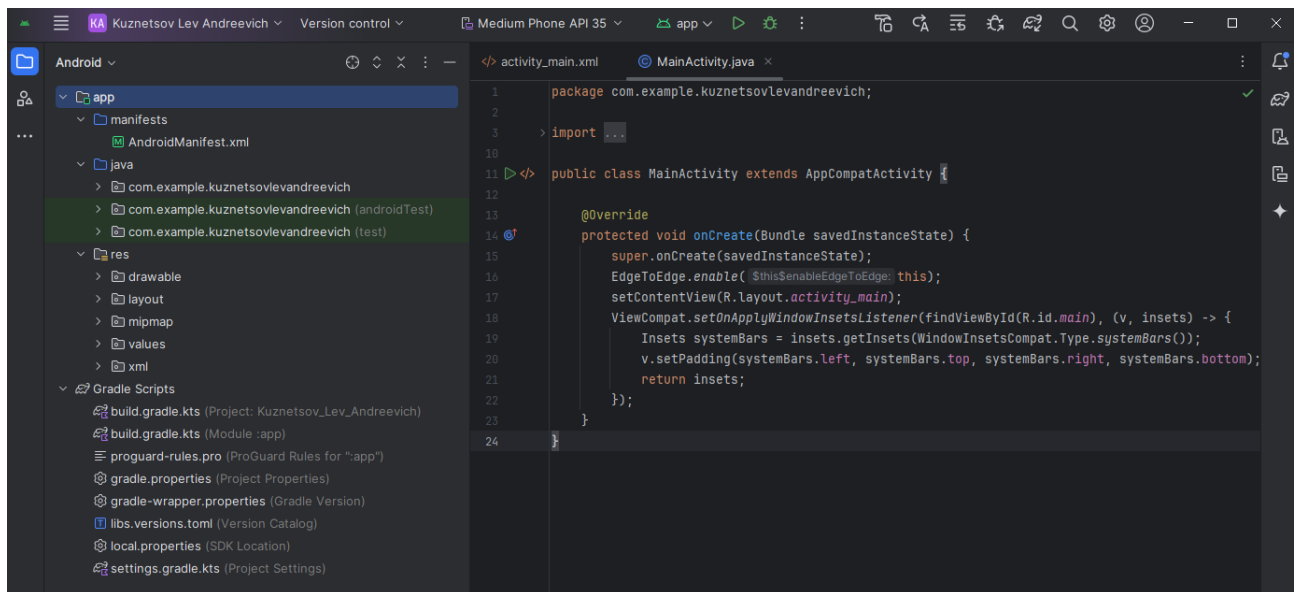 KA Kuznetsov Lev Andreevich Version control Medium Phone API 35 app
Android
app
manifests
AndroidManifest.xml
java
com.example.kuznetsovlevandreevich
com.example.kuznetsovlevandreevich (androidTest)
com.example.kuznetsovlevandreevich (test)
res
drawable
layout
mipmap
values
xml
Gradle Scripts
build.gradle.kts (Project: Kuznetsov_Lev_Andreevich)
build.gradle.kts (Module :app)
proguard-rules.pro (ProGuard Rules for ":app")
gradle.properties (Project Properties)
gradle-wrapper.properties (Gradle Version)
libs.versions.toml (Version Catalog)
local.properties (SDK Location)
settings.gradle.kts (Project Settings)
activity_main.xml MainActivity.java
1 package com.example.kuznetsovlevandreevich;
2
3 import ...
10
11 public class MainActivity extends AppCompatActivity {
12
13 @Override
14 protected void onCreate(Bundle savedInstanceState) {
15 super.onCreate(savedInstanceState);
16 EdgeToEdge.enable( $this$enableEdgeToEdge: this);
17 setContentView(R.layout.activity_main);
18 ViewCompat.setOnApplyWindowInsetsListener(findViewById(R.id.main), (v, insets) -> {
19 Insets systemBars = insets.getInsets(WindowInsetsCompat.Type.systemBars());
20 v.setPadding(systemBars.left, systemBars.top, systemBars.right, systemBars.bottom);
21 return insets;
22 });
23 }
24 }